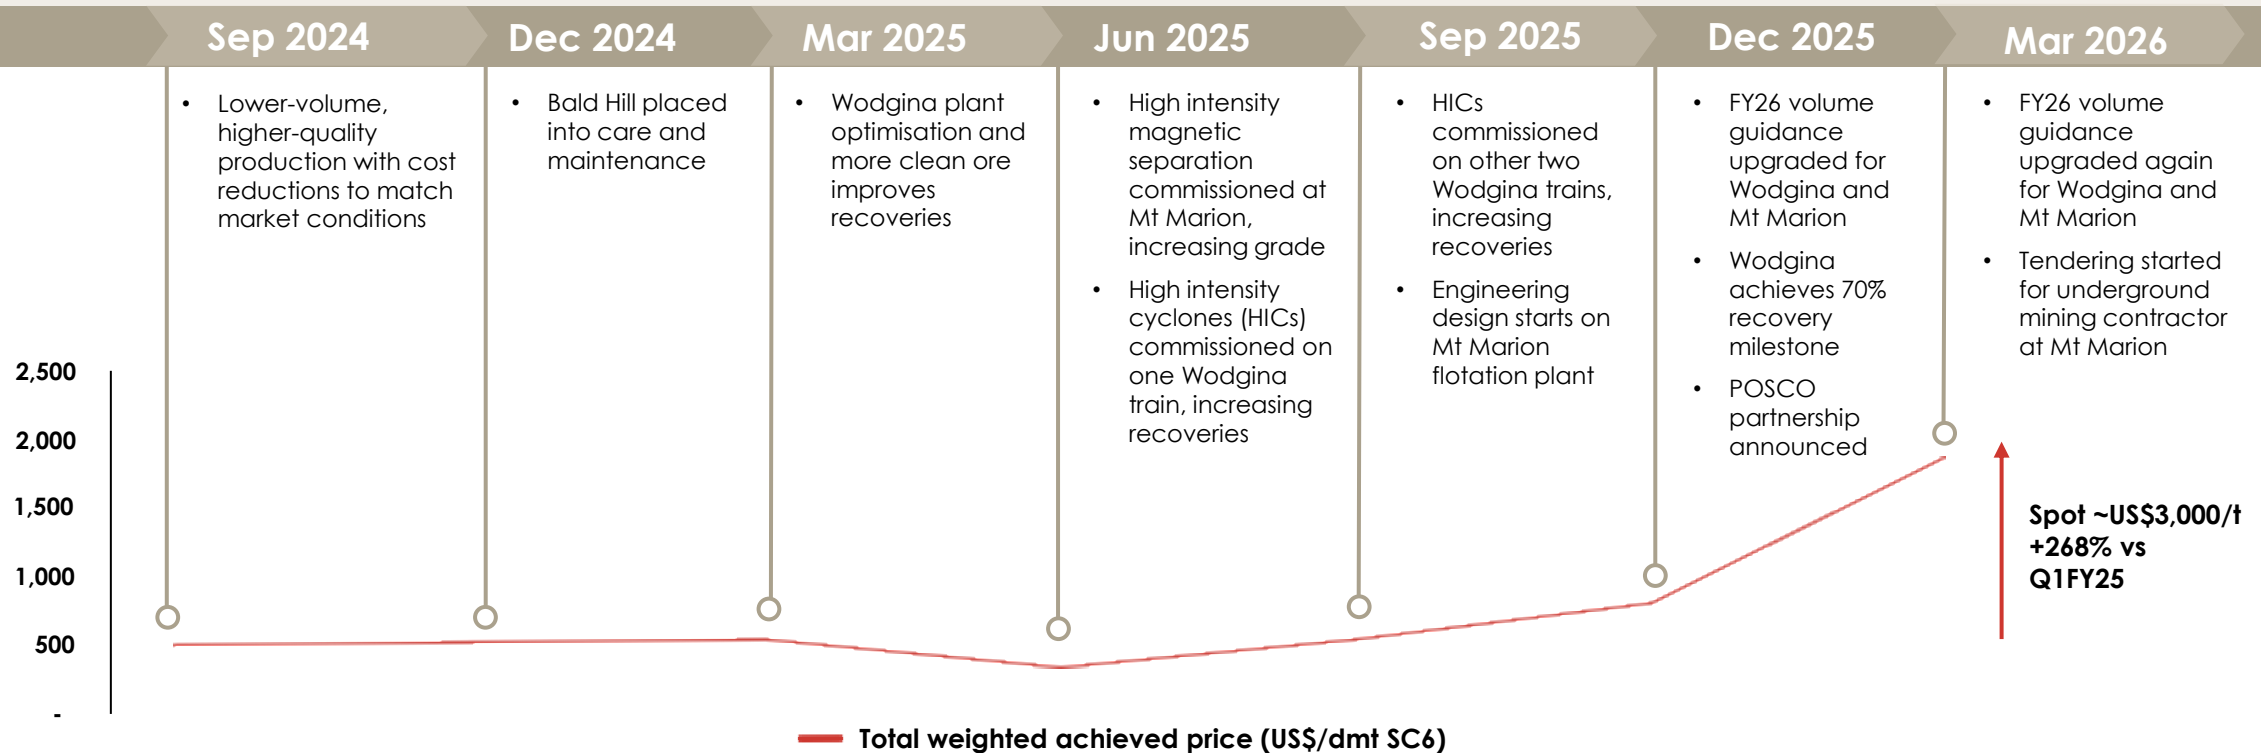 Sep 2024
Dec 2024
Mar 2025
Jun 2025
Sep 2025
Dec 2025
Mar 2026
• Lower-volume,
higher-quality
production with cost
reductions to match
market conditions
• Bald Hill placed
into care and
maintenance
• Wodgina plant
optimisation and
more clean ore
improves
recoveries
• High intensity
magnetic
separation
commissioned at
Mt Marion,
increasing grade
• High intensity
cyclones (HICs)
commissioned on
one Wodgina
train, increasing
recoveries
• HICs
commissioned
on other two
Wodgina trains,
increasing
recoveries
• Engineering
design starts on
Mt Marion
flotation plant
• FY26 volume
guidance
upgraded for
Wodgina and
Mt Marion
• Wodgina
achieves 70%
recovery
milestone
• POSCO
partnership
announced
• FY26 volume
guidance
upgraded again
for Wodgina and
Mt Marion
• Tendering started
for underground
mining contractor
at Mt Marion
2,500
2,000
1,500
1,000
500
-
Spot ~US$3,000/t
+268% vs
Q1FY25
Total weighted achieved price (US$/dmt SC6)